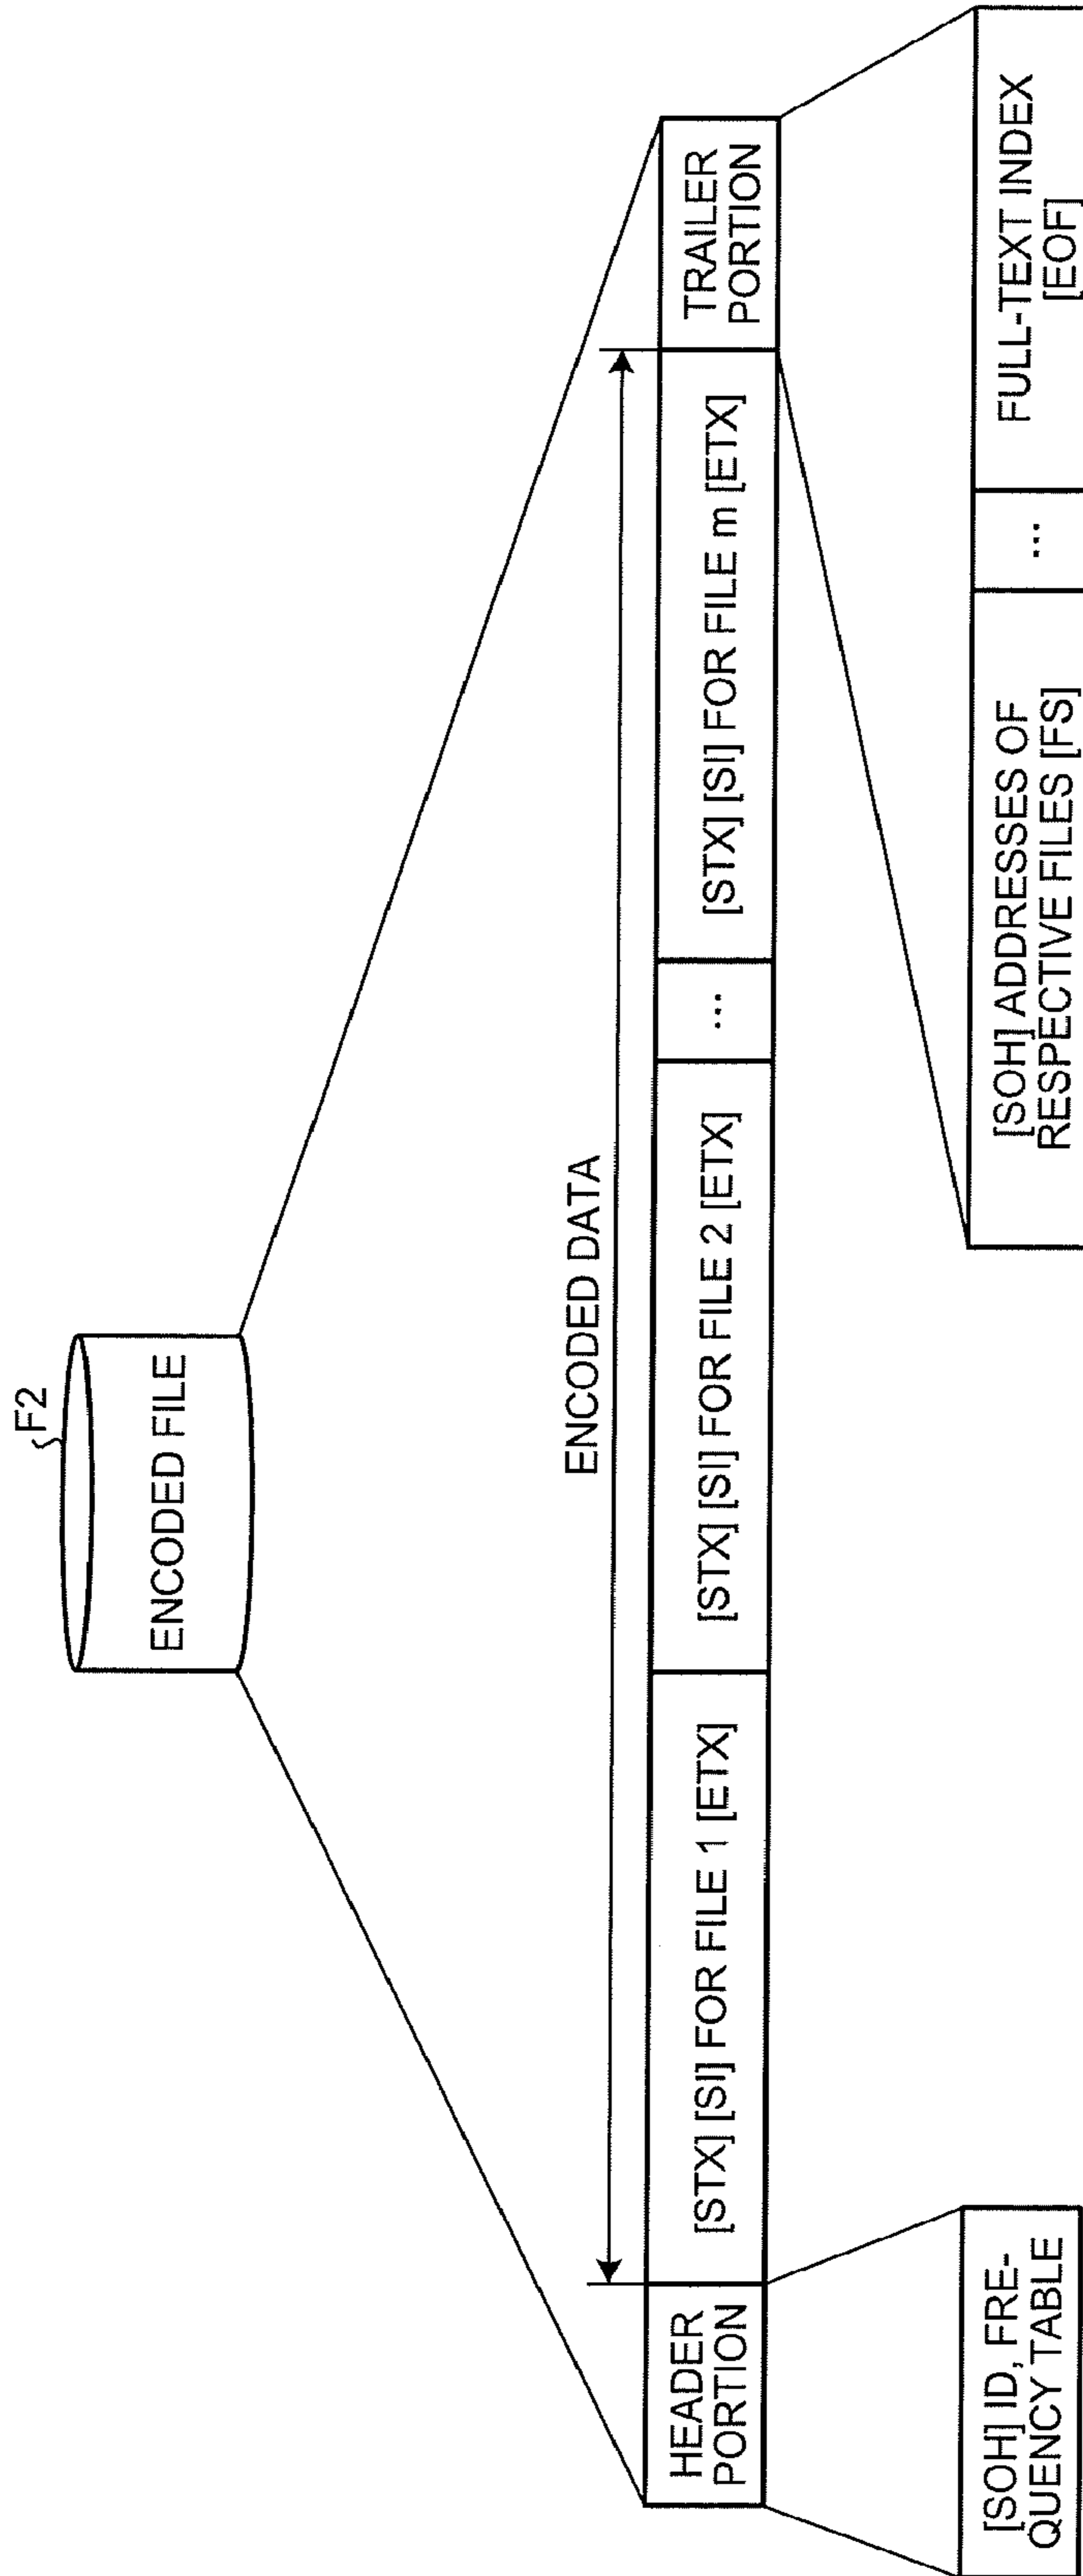 F2
ENCODED FILE
ENCODED DATA
HEADER
PORTION
[STX] [SI] FOR FILE 1 [ETX]
[STX] [SI] FOR FILE 2 [ETX]
...
[STX] [SI] FOR FILE m [ETX]
TRAILER
PORTION
[SOH] ID, FRE-
QUENCY TABLE
[SOH] ADDRESSES OF
RESPECTIVE FILES [FS]
...
FULL-TEXT INDEX
[EOF]